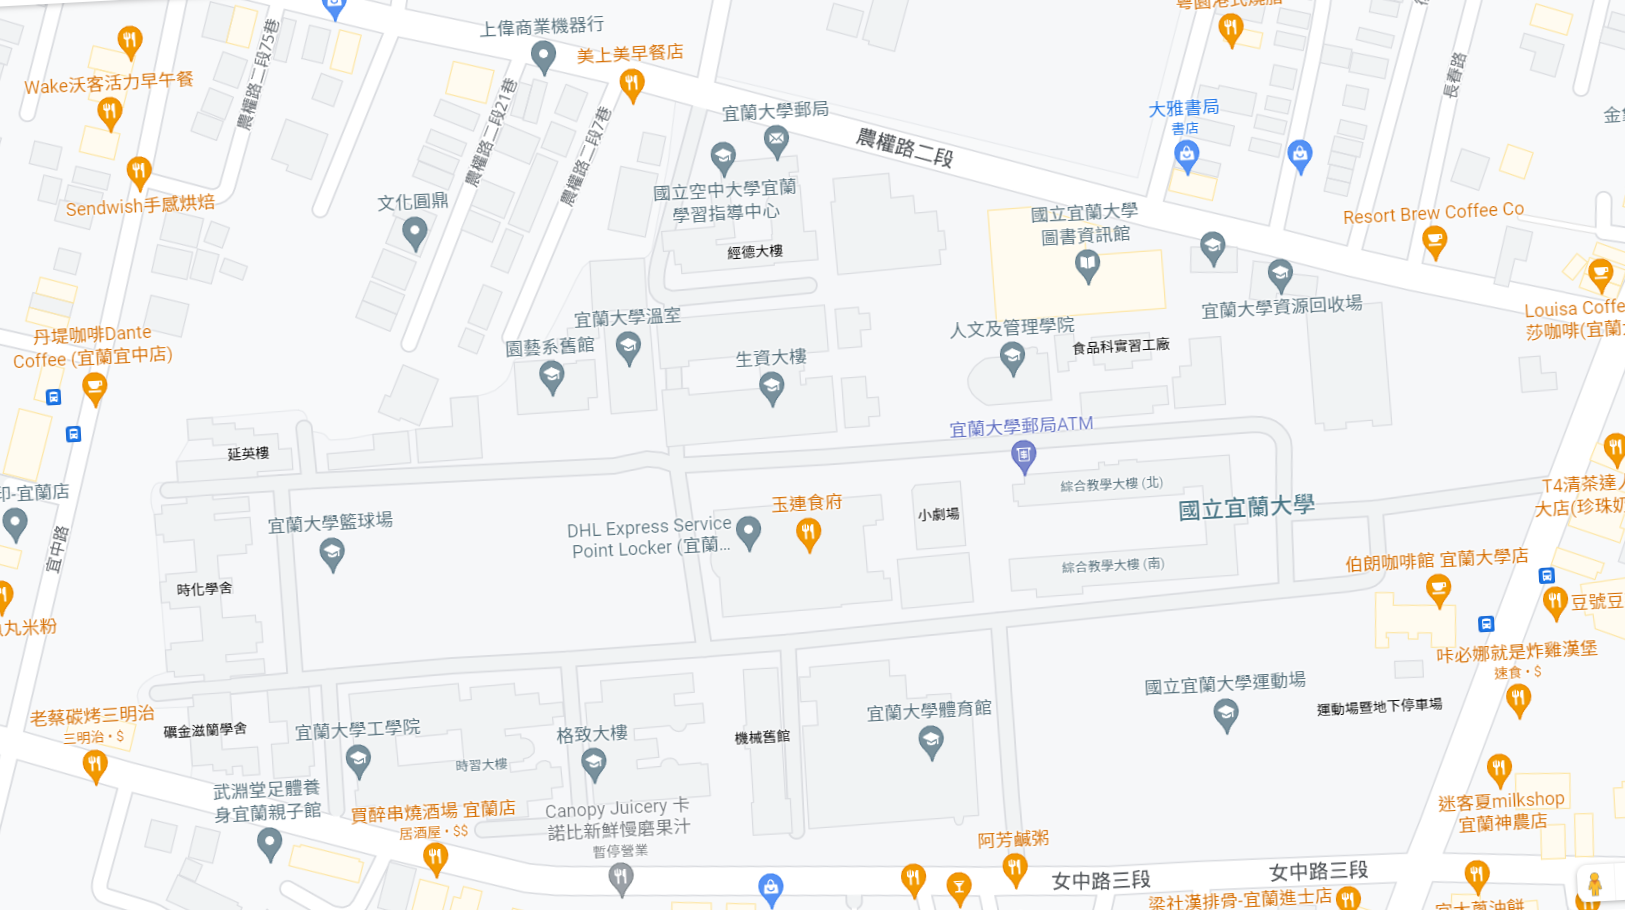 粵園港式燒臘
上偉商業機器行
美上美早餐店
Wake沃客活力早午餐
農權路二段75巷
農權路二段21巷
農權路二段7巷
長春路
宜蘭大學郵局
大雅書局
書店
農權路二段
Sendwish手感烘焙
文化圓鼎
國立空中大學宜蘭
學習指導中心
經德大樓
國立宜蘭大學
圖書資訊館
Resort Brew Coffee Co
宜蘭大學資源回收場
Louisa Coffe
莎咖啡(宜蘭
丹堤咖啡Dante
Coffee (宜蘭宜中店)
宜蘭大學溫室
園藝系舊館
生資大樓
人文及管理學院
食品科實習工廠
宜蘭大學郵局ATM
延英樓
綜合教學大樓 (北)
印-宜蘭店
宜蘭大學籃球場
DHL Express Service
Point Locker (宜蘭...
玉連食府
小劇場
國立宜蘭大學
T4清茶達人
大店(珍珠奶
宜中路
時化學舍
綜合教學大樓 (南)
伯朗咖啡館 宜蘭大學店
豆號豆
丸米粉
咔必娜就是炸雞漢堡
速食・$
老蔡碳烤三明治
三明治・$
礦金滋蘭學舍
宜蘭大學工學院
時習大樓
格致大樓
機械舊館
宜蘭大學體育館
國立宜蘭大學運動場
運動場暨地下停車場
武淵堂足體養
身宜蘭親子館
買醉串燒酒場 宜蘭店
居酒屋・$$
Canopy Juicery 卡
諾比新鮮慢磨果汁
暫停營業
阿芳鹹粥
迷客夏milkshop
宜蘭神農店
女中路三段
女中路三段
梁社漢排骨-宜蘭進士店
宜大蔥油餅